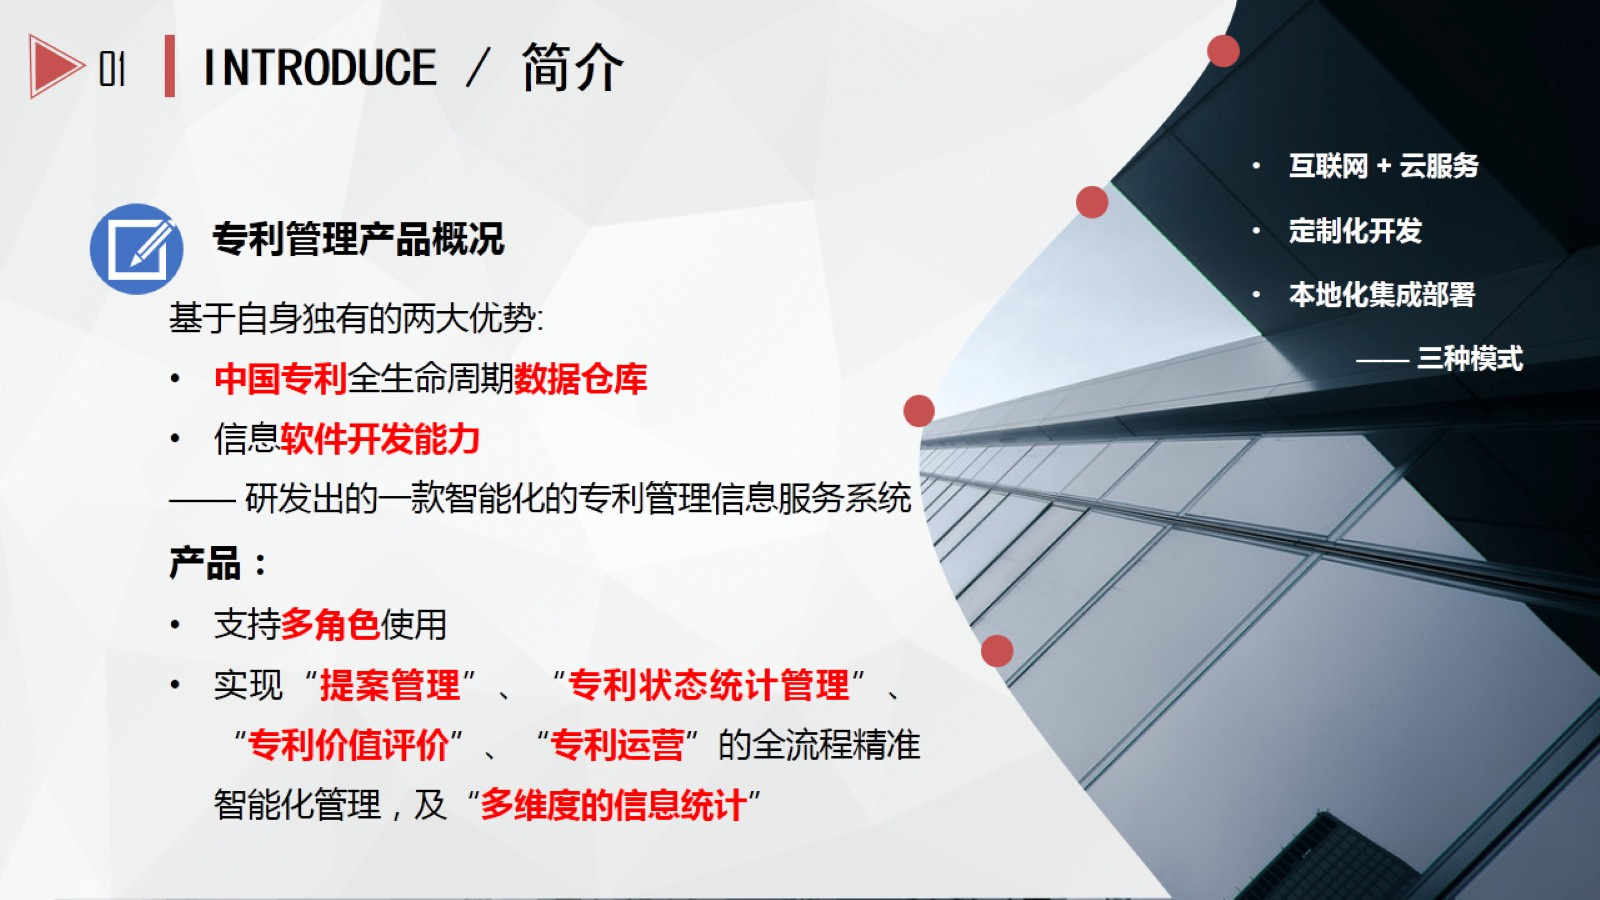 01 INTRODUCE / 简介
专利管理产品概况
基于自身独有的两大优势:
• 中国专利全生命周期数据仓库
• 信息软件开发能力
—— 研发出的一款智能化的专利管理信息服务系统
产品：
• 支持多角色使用
• 实现“提案管理”、“专利状态统计管理”、
“专利价值评价”、“专利运营”的全流程精准
智能化管理，及“多维度的信息统计”
• 互联网 + 云服务
• 定制化开发
• 本地化集成部署
—— 三种模式